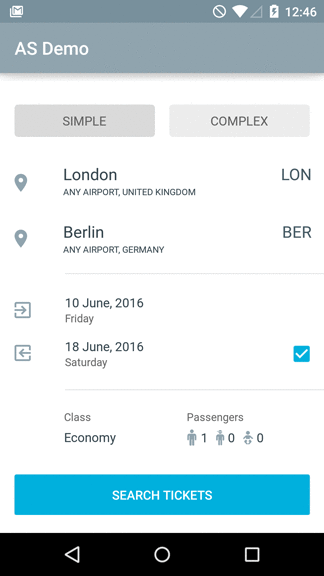 12:46
AS Demo
SIMPLE COMPLEX
London LON
ANY AIRPORT, UNITED KINGDOM
Berlin BER
ANY AIRPORT, GERMANY
10 June, 2016
Friday
18 June, 2016
Saturday
Class Passengers
Economy 1 0 0
SEARCH TICKETS